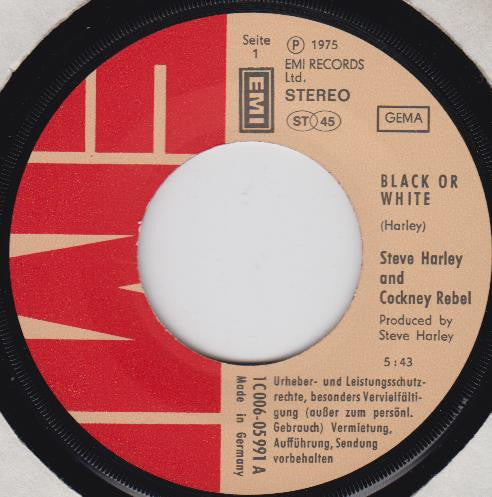 Seite
1
EMI
Ⓟ 1975
EMI RECORDS
Ltd.
STEREO
ST 45
GEMA
BLACK OR
WHITE
(Harley)
Steve Harley
and
Cockney Rebel
Produced by
Steve Harley
5:43
1C006-05991A
Made in Germany
Urheber- und Leistungsschutz-
rechte, besonders Vervielfälti-
gung (außer zum persönl.
Gebrauch) Vermietung,
Aufführung, Sendung
vorbehalten
EMI